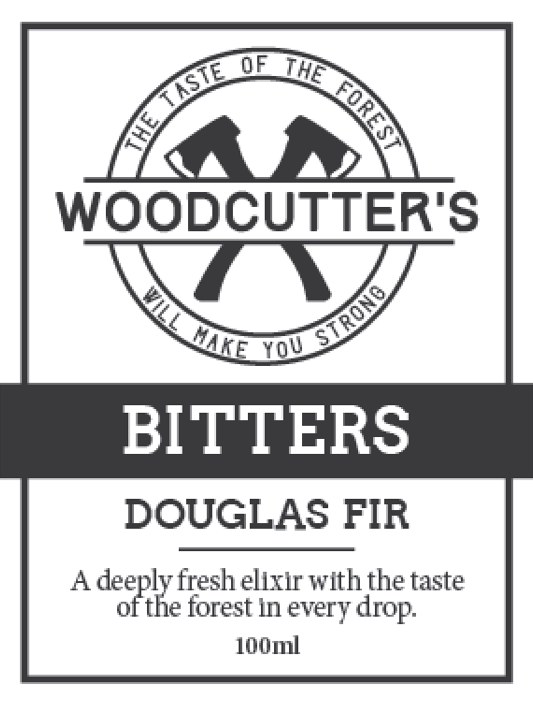 THE TASTE OF THE FOREST
WOODCUTTER'S
WILL MAKE YOU STRONG
BITTERS
DOUGLAS FIR
A deeply fresh elixir with the taste
of the forest in every drop.
100ml